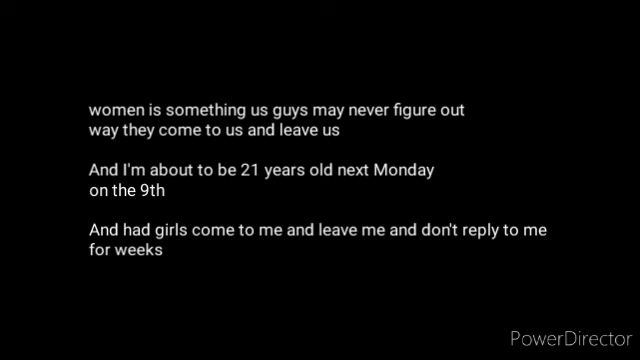 women is something us guys may never figure out
way they come to us and leave us
And I'm about to be 21 years old next Monday
on the 9th
And had girls come to me and leave me and don't reply to me
for weeks
PowerDirector